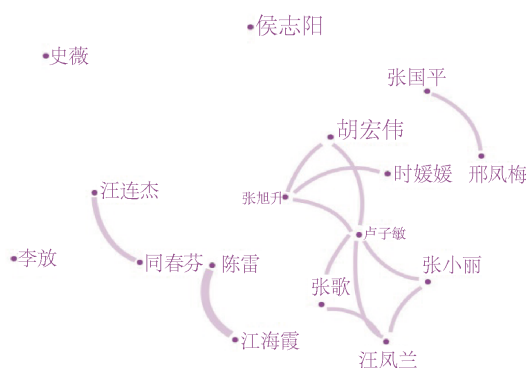 侯志阳
史薇
张国平
胡宏伟
时媛媛
邢凤梅
汪连杰
张旭升
卢子敏
李放
同春芬
陈雷
张小丽
张歌
江海霞
汪凤兰